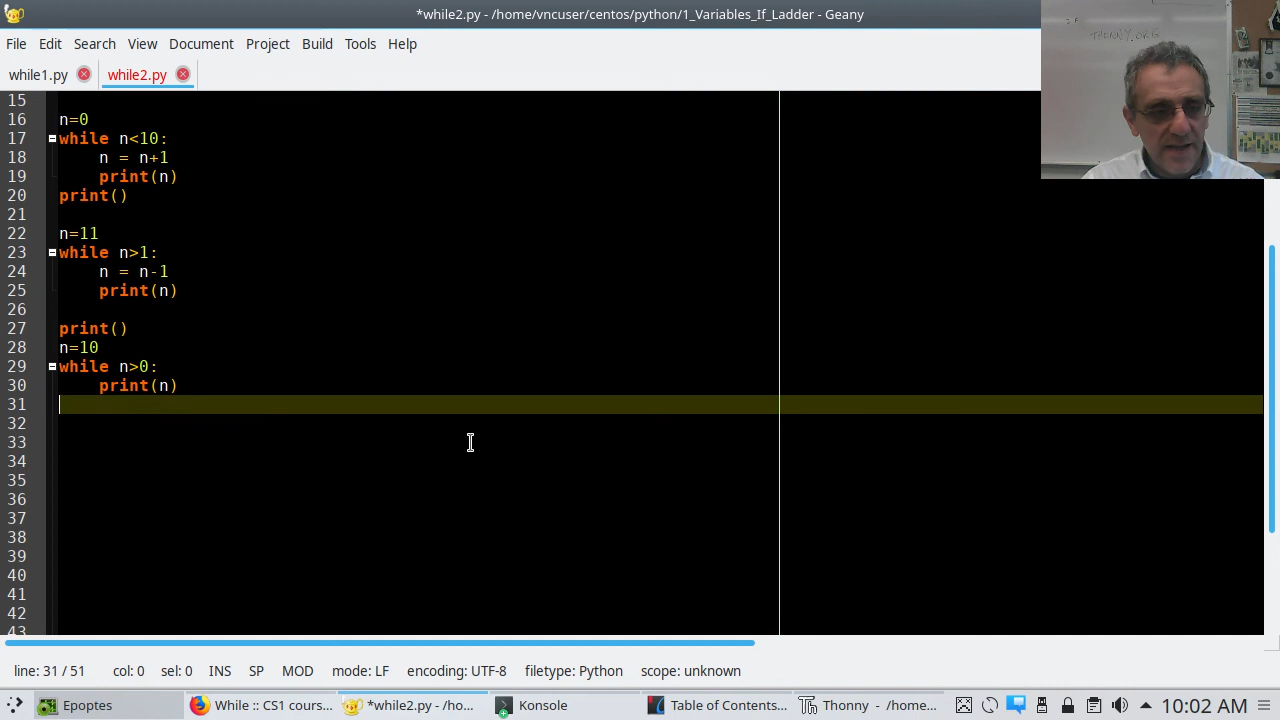 *while2.py - /home/vncuser/centos/python/1_Variables_If_Ladder - Geany
THONNY.ORG
File Edit Search View Document Project Build Tools Help
while1.py while2.py
15
16 n=0
17 while n<10:
18 n = n+1
19 print(n)
20 print()
21
22 n=11
23 while n>1:
24 n = n-1
25 print(n)
26
27 print()
28 n=10
29 while n>0:
30 print(n)
31
32
33
34
35
36
37
38
39
40
41
42
43
line: 31 / 51 col: 0 sel: 0 INS SP MOD mode: LF encoding: UTF-8 filetype: Python scope: unknown
Epoptes While :: CS1 cours... *while2.py - /ho... Konsole Table of Contents... Thonny - /home... 10:02 AM